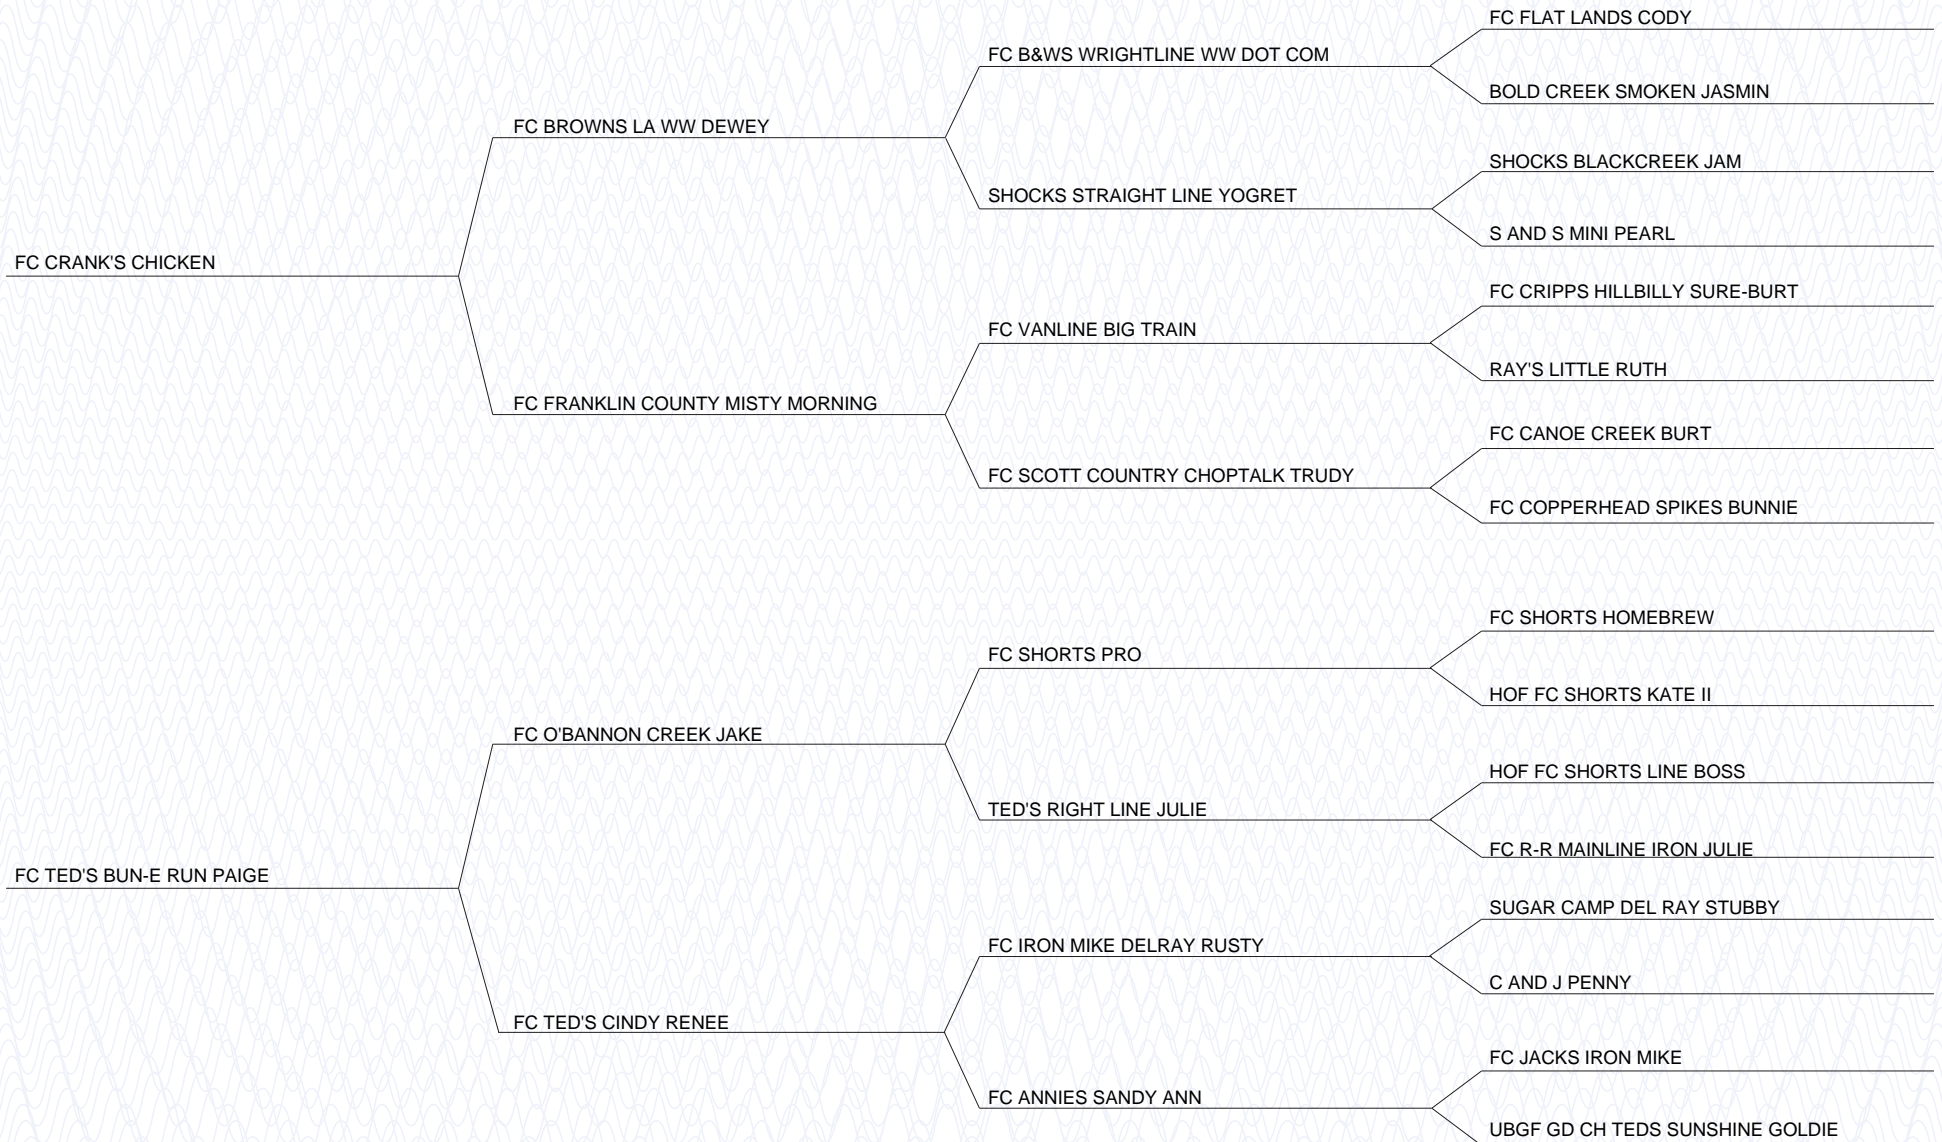 FC FLAT LANDS CODY
FC B&WS WRIGHTLINE WW DOT COM
BOLD CREEK SMOKEN JASMIN
FC BROWNS LA WW DEWEY
SHOCKS BLACKCREEK JAM
SHOCKS STRAIGHT LINE YOGRET
S AND S MINI PEARL
FC CRANK'S CHICKEN
FC CRIPPS HILLBILLY SURE-BURT
FC VANLINE BIG TRAIN
RAY'S LITTLE RUTH
FC FRANKLIN COUNTY MISTY MORNING
FC CANOE CREEK BURT
FC SCOTT COUNTRY CHOPTALK TRUDY
FC COPPERHEAD SPIKES BUNNIE
FC SHORTS HOMEBREW
FC SHORTS PRO
HOF FC SHORTS KATE II
FC O'BANNON CREEK JAKE
HOF FC SHORTS LINE BOSS
TED'S RIGHT LINE JULIE
FC R-R MAINLINE IRON JULIE
FC TED'S BUN-E RUN PAIGE
SUGAR CAMP DEL RAY STUBBY
FC IRON MIKE DELRAY RUSTY
C AND J PENNY
FC TED'S CINDY RENEE
FC JACKS IRON MIKE
FC ANNIES SANDY ANN
UBGF GD CH TEDS SUNSHINE GOLDIE